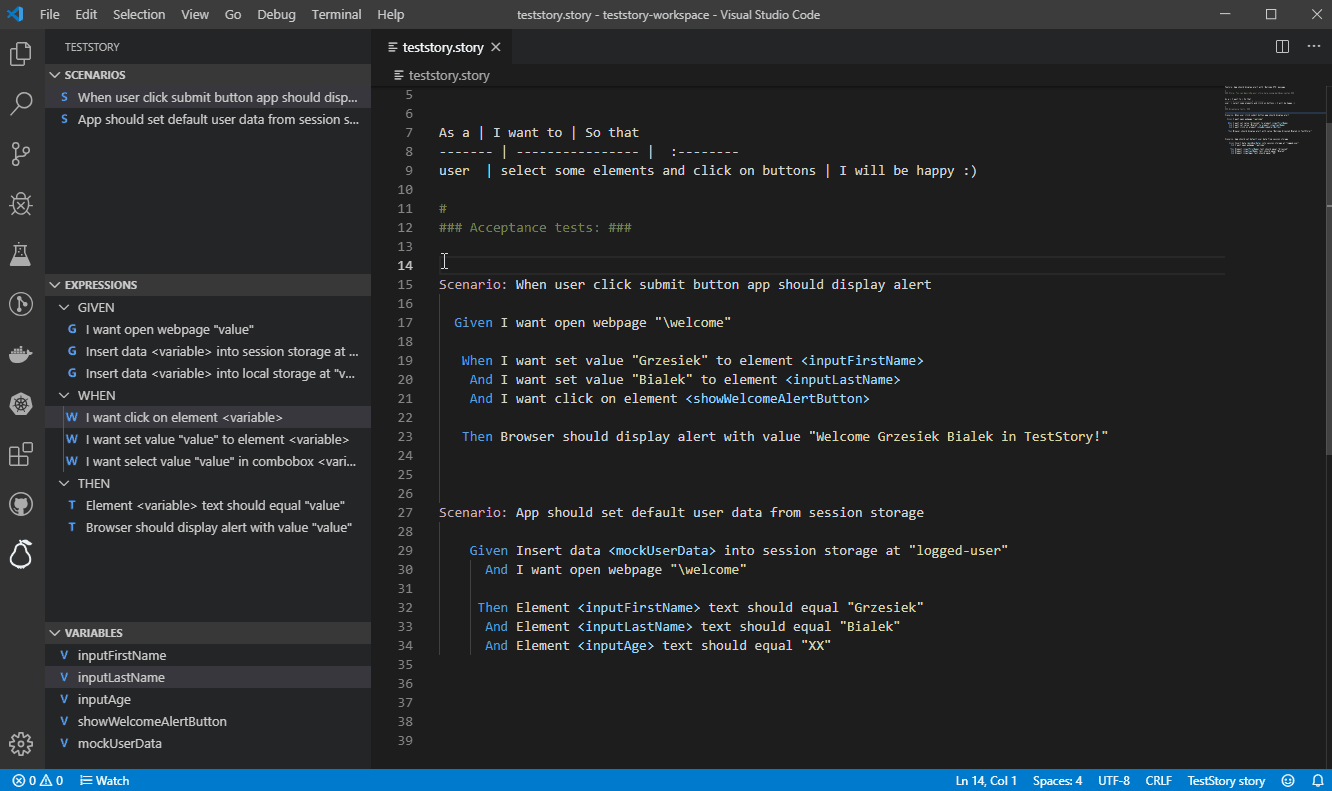 File Edit Selection View Go Debug Terminal Help teststory.story - teststory-workspace - Visual Studio Code
TESTSTORY
SCENARIOS
S When user click submit button app should disp...
S App should set default user data from session s...
EXPRESSIONS
GIVEN
G I want open webpage "value"
G Insert data <variable> into session storage at ...
G Insert data <variable> into local storage at "v...
WHEN
W I want click on element <variable>
W I want set value "value" to element <variable>
W I want select value "value" in combobox <vari...
THEN
T Element <variable> text should equal "value"
T Browser should display alert with value "value"
VARIABLES
V inputFirstName
V inputLastName
V inputAge
V showWelcomeAlertButton
V mockUserData
teststory.story
teststory.story
5
6
7 As a | I want to | So that
8 ------- | ---------------- | :--------
9 user | select some elements and click on buttons | I will be happy :)
10
11 #
12 ### Acceptance tests: ###
13
14
15 Scenario: When user click submit button app should display alert
16
17 Given I want open webpage "\welcome"
18
19 When I want set value "Grzesiek" to element <inputFirstName>
20 And I want set value "Bialek" to element <inputLastName>
21 And I want click on element <showWelcomeAlertButton>
22
23 Then Browser should display alert with value "Welcome Grzesiek Bialek in TestStory!"
24
25
26
27 Scenario: App should set default user data from session storage
28
29 Given Insert data <mockUserData> into session storage at "logged-user"
30 And I want open webpage "\welcome"
31
32 Then Element <inputFirstName> text should equal "Grzesiek"
33 And Element <inputLastName> text should equal "Bialek"
34 And Element <inputAge> text should equal "XX"
35
36
37
38
39
0 0 Watch Ln 14, Col 1 Spaces: 4 UTF-8 CRLF TestStory story